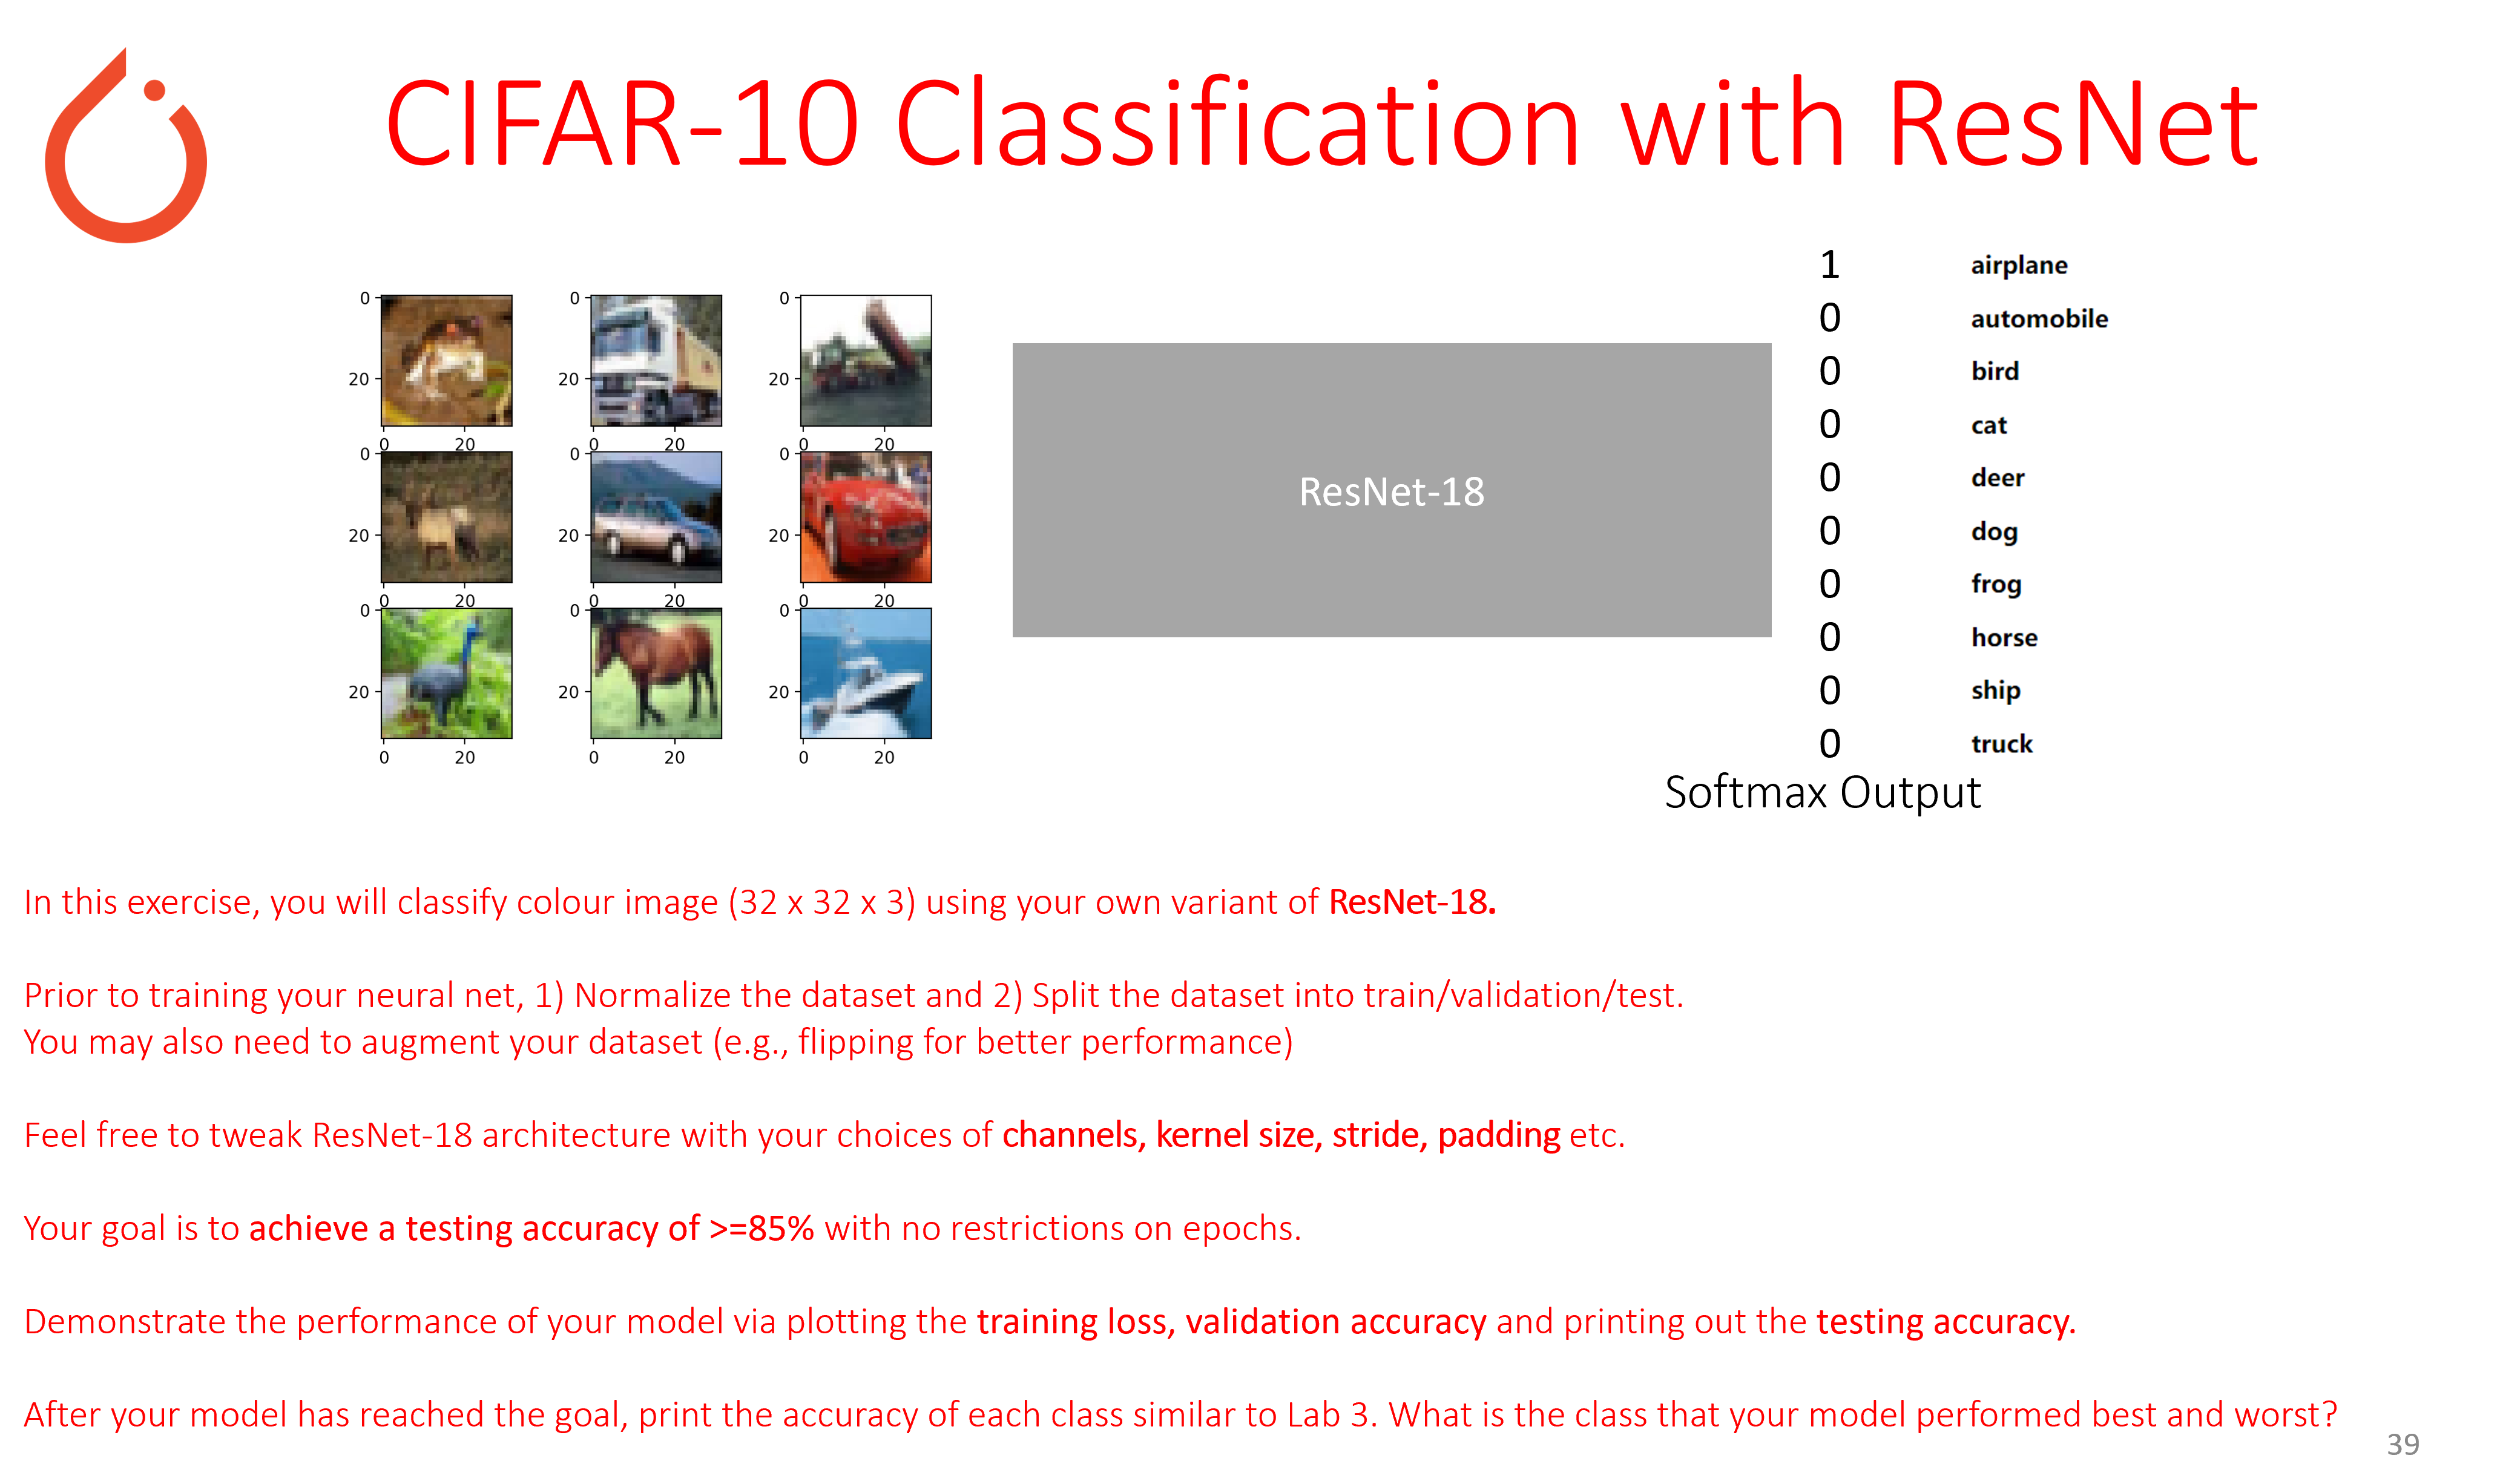 CIFAR-10 Classification with ResNet
0
20
0
20
0
20
0
20
0
20
0
20
0
20
0
20
0
20
0
20
0
20
0
20
0
20
0
20
0
20
0
20
0
20
0
20
ResNet-18
1 airplane
0 automobile
0 bird
0 cat
0 deer
0 dog
0 frog
0 horse
0 ship
0 truck
Softmax Output
In this exercise, you will classify colour image (32 x 32 x 3) using your own variant of ResNet-18.
Prior to training your neural net, 1) Normalize the dataset and 2) Split the dataset into train/validation/test.
You may also need to augment your dataset (e.g., flipping for better performance)
Feel free to tweak ResNet-18 architecture with your choices of channels, kernel size, stride, padding etc.
Your goal is to achieve a testing accuracy of >=85% with no restrictions on epochs.
Demonstrate the performance of your model via plotting the training loss, validation accuracy and printing out the testing accuracy.
After your model has reached the goal, print the accuracy of each class similar to Lab 3. What is the class that your model performed best and worst?
39